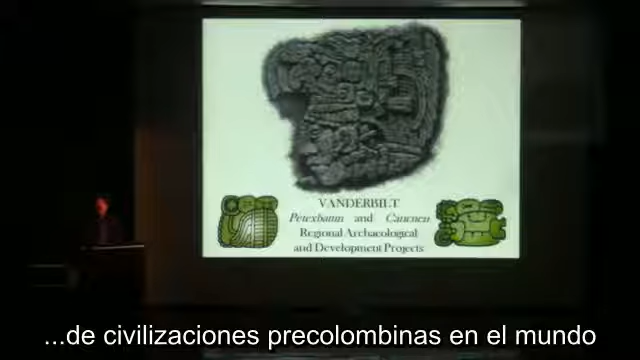 VANDERBILT
Petexbatun and Cancuen
Regional Archaeological
and Development Projects
...de civilizaciones precolombinas en el mundo